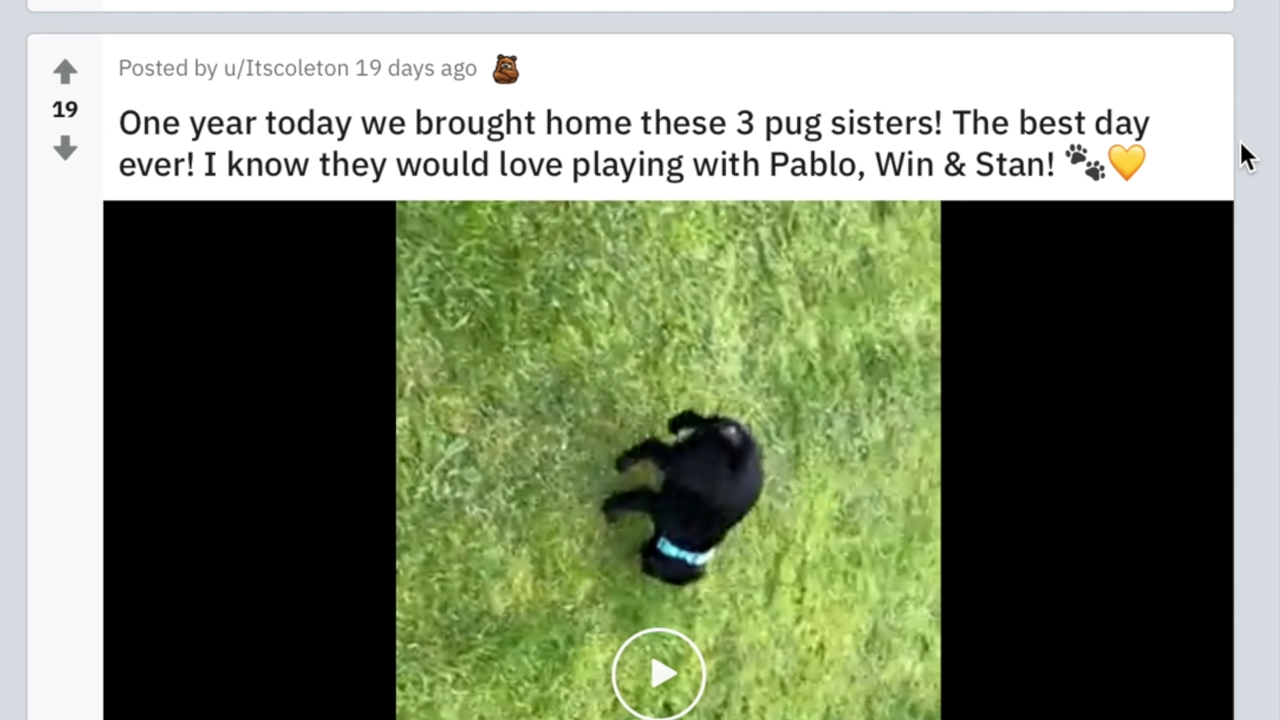 Posted by u/Itscoleton 19 days ago
19
One year today we brought home these 3 pug sisters! The best day
ever! I know they would love playing with Pablo, Win & Stan! 🐾💛